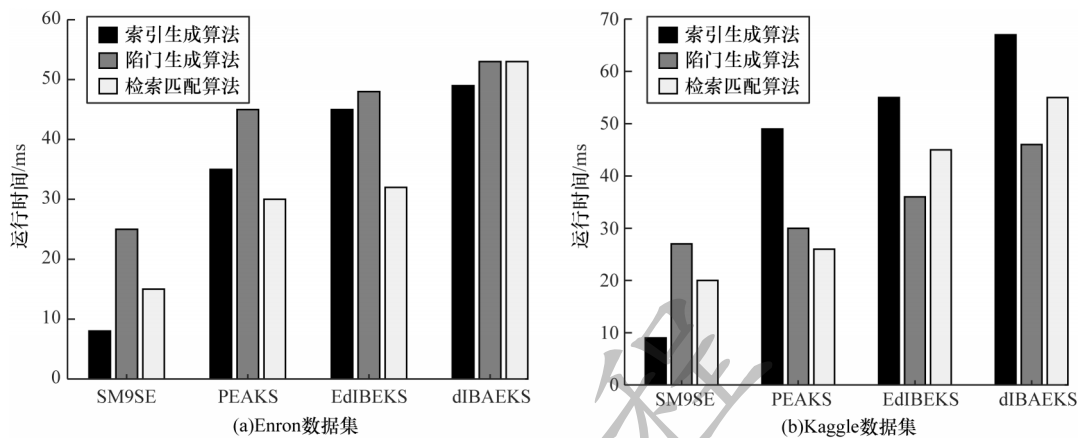 60
50
40
30
20
10
0
运行时间/ms
索引生成算法
陷门生成算法
检索匹配算法
SM9SE PEAKS EdIBEKS dIBAEKS
(a)Enron数据集
70
60
50
40
30
20
10
0
运行时间/ms
索引生成算法
陷门生成算法
检索匹配算法
SM9SE PEAKS EdIBEKS dIBAEKS
(b)Kaggle数据集
程